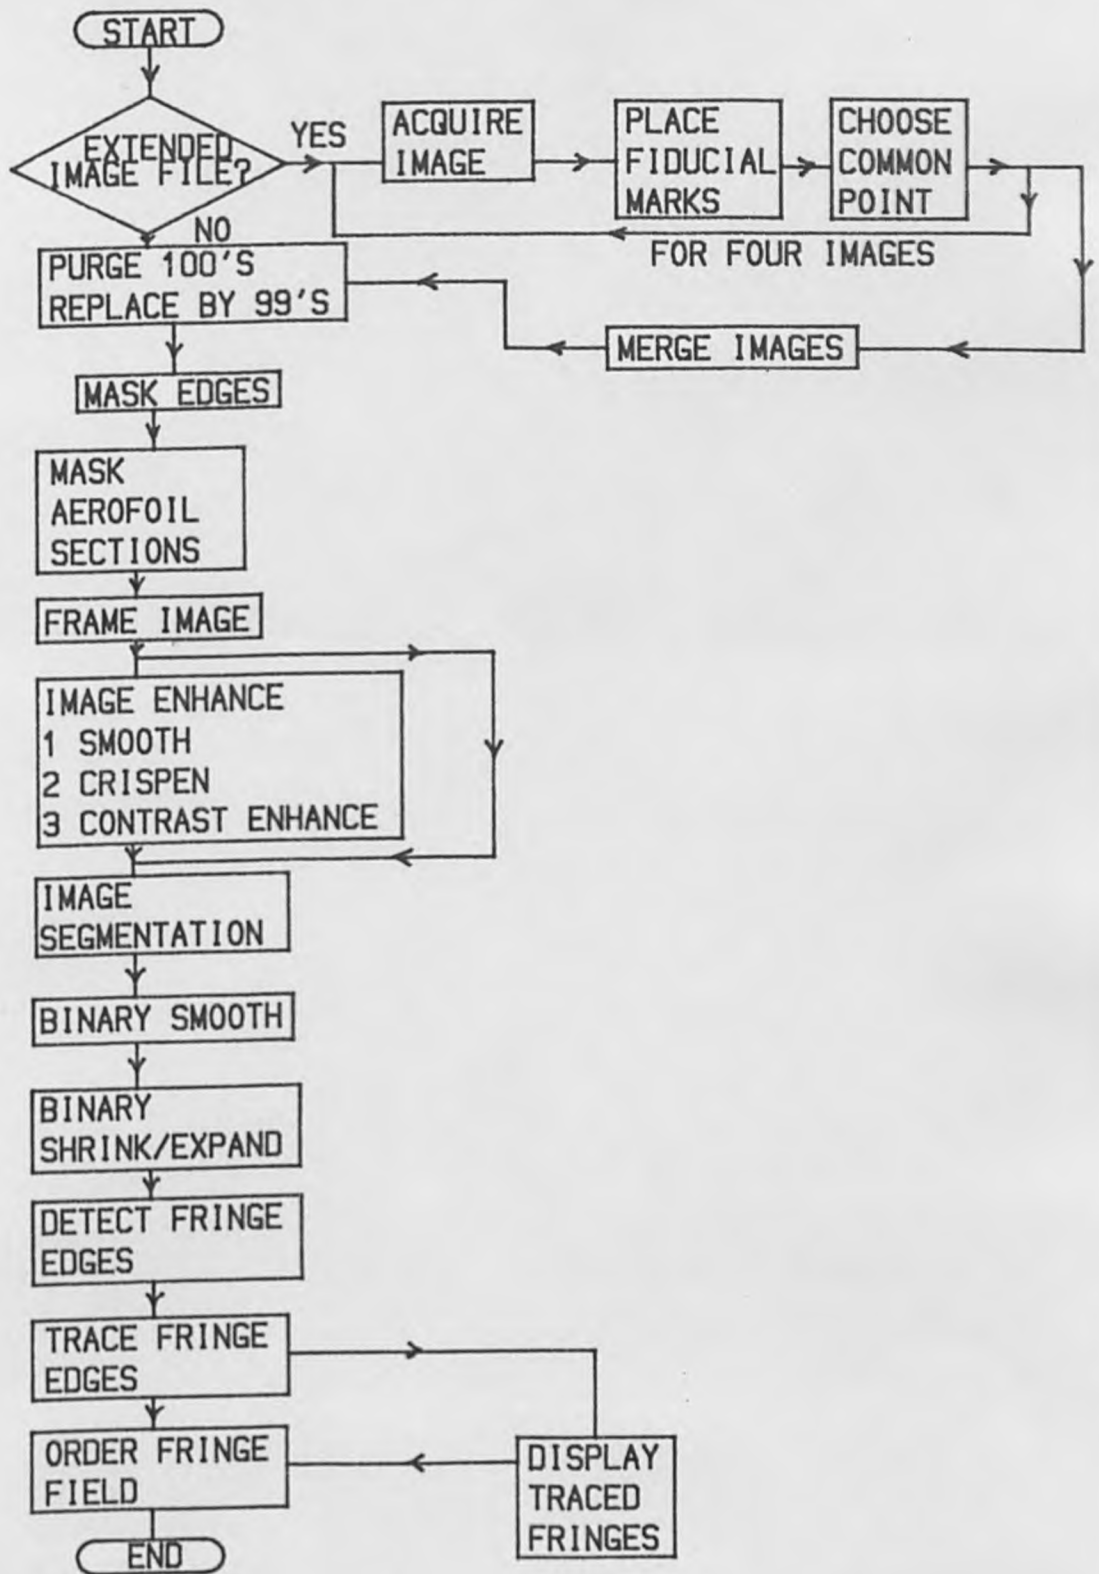 START
EXTENDED
IMAGE FILE?
YES
ACQUIRE
IMAGE
PLACE
FIDUCIAL
MARKS
CHOOSE
COMMON
POINT
FOR FOUR IMAGES
NO
PURGE 100'S
REPLACE BY 99'S
MERGE IMAGES
MASK EDGES
MASK
AEROFOIL
SECTIONS
FRAME IMAGE
IMAGE ENHANCE
1 SMOOTH
2 CRISPEN
3 CONTRAST ENHANCE
IMAGE
SEGMENTATION
BINARY SMOOTH
BINARY
SHRINK/EXPAND
DETECT FRINGE
EDGES
TRACE FRINGE
EDGES
ORDER FRINGE
FIELD
DISPLAY
TRACED
FRINGES
END